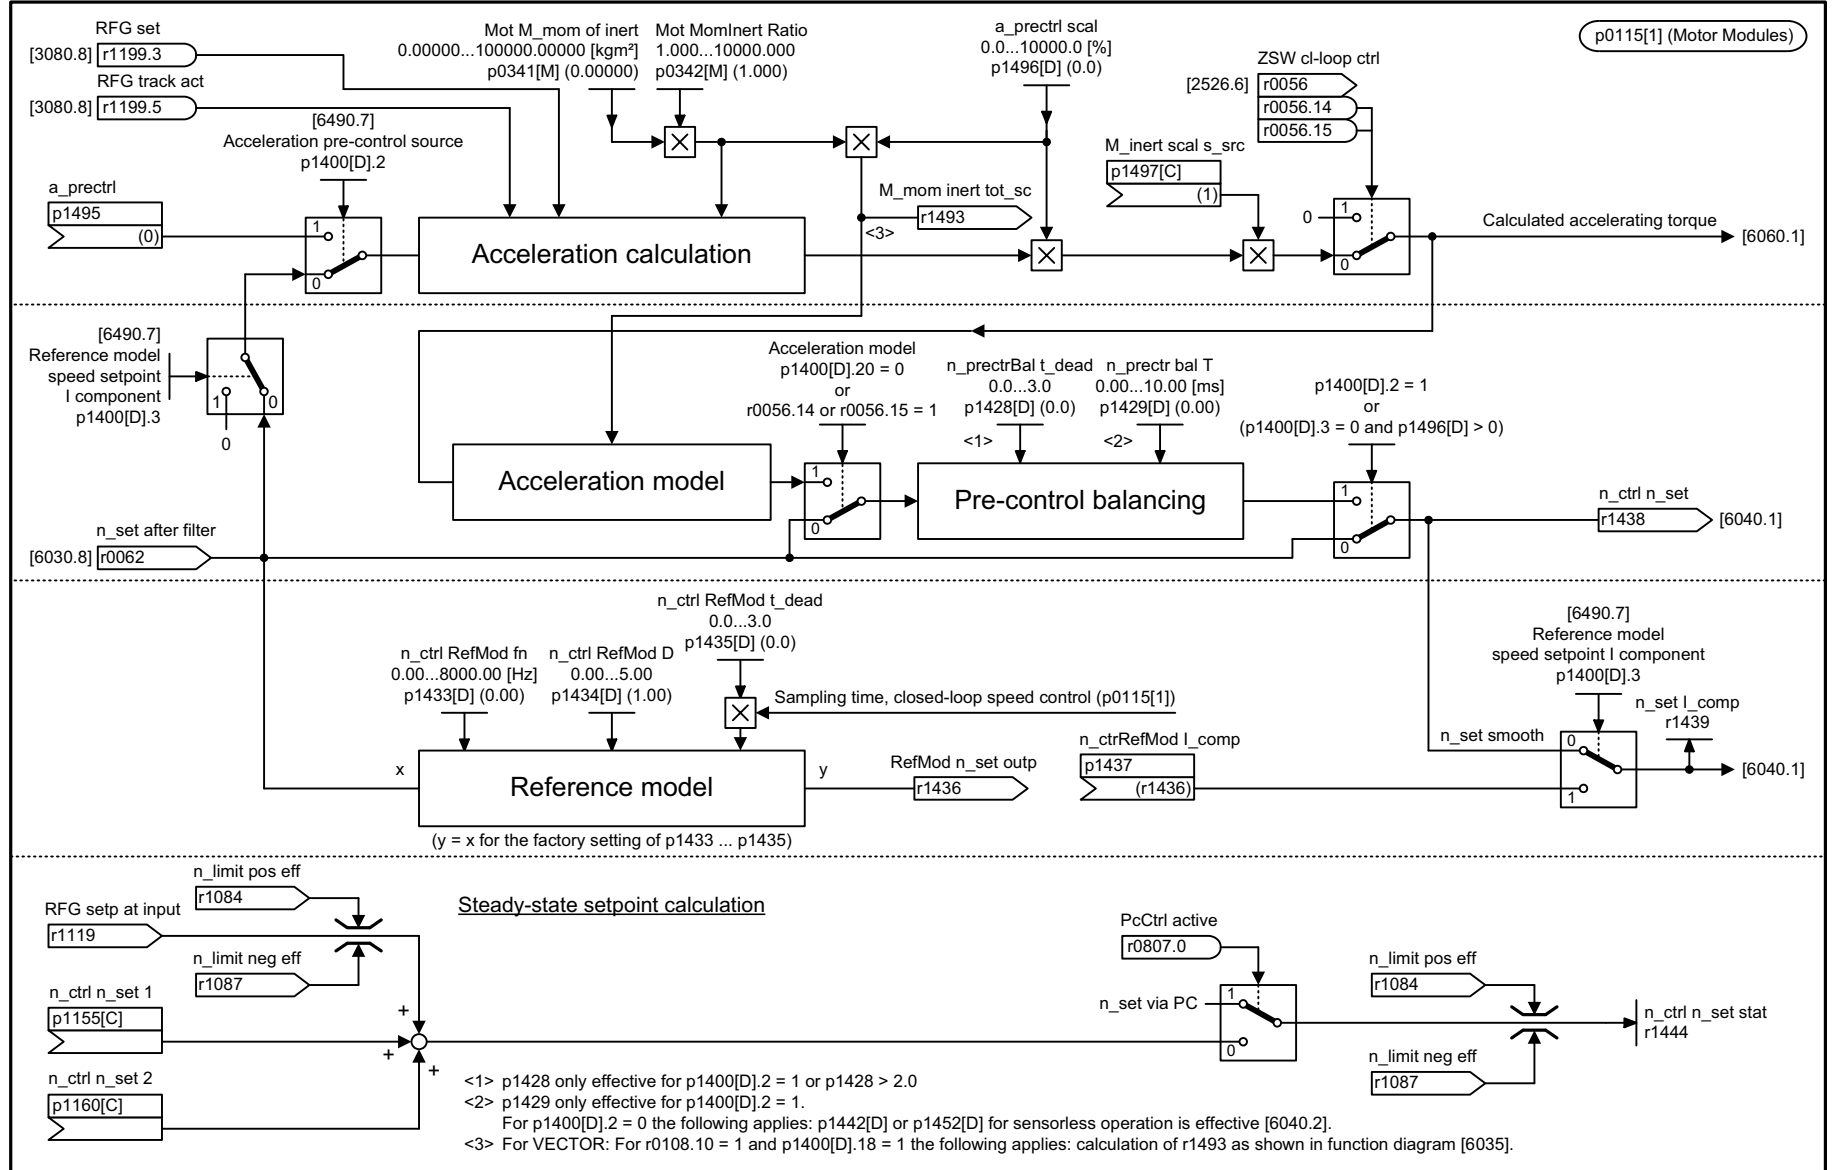 RFG set
[3080.8] r1199.3
RFG track act
[3080.8] r1199.5
Mot M_mom of inert
0.00000...100000.00000 [kgm²]
p0341[M] (0.00000)
Mot MomInert Ratio
1.000...10000.000
p0342[M] (1.000)
a_prectrl scal
0.0...10000.0 [%]
p1496[D] (0.0)
p0115[1] (Motor Modules)
ZSW cl-loop ctrl
[2526.6] r0056
r0056.14
r0056.15
[6490.7]
Acceleration pre-control source
p1400[D].2
a_prectrl
p1495
(0)
1
0
Acceleration calculation
M_mom inert tot_sc
r1493
<3>
M_inert scal s_src
p1497[C]
(1)
0
1
0
Calculated accelerating torque
[6060.1]
[6490.7]
Reference model
speed setpoint
I component
p1400[D].3
1
0
0
Acceleration model
p1400[D].20 = 0
or
r0056.14 or r0056.15 = 1
n_prectrBal t_dead
0.0...3.0
p1428[D] (0.0)
<1>
n_prectr bal T
0.00...10.00 [ms]
p1429[D] (0.00)
<2>
p1400[D].2 = 1
or
(p1400[D].3 = 0 and p1496[D] > 0)
Acceleration model
1
0
Pre-control balancing
1
0
n_ctrl n_set
r1438
[6040.1]
n_set after filter
[6030.8] r0062
n_ctrl RefMod t_dead
0.0...3.0
p1435[D] (0.0)
n_ctrl RefMod fn
0.00...8000.00 [Hz]
p1433[D] (0.00)
n_ctrl RefMod D
0.00...5.00
p1434[D] (1.00)
Sampling time, closed-loop speed control (p0115[1])
x
Reference model
y
(y = x for the factory setting of p1433 ... p1435)
RefMod n_set outp
r1436
n_ctrRefMod I_comp
p1437
(r1436)
[6490.7]
Reference model
speed setpoint I component
p1400[D].3
n_set I_comp
r1439
n_set smooth
0
1
[6040.1]
Steady-state setpoint calculation
n_limit pos eff
r1084
RFG setp at input
r1119
n_limit neg eff
r1087
n_ctrl n_set 1
p1155[C]
n_ctrl n_set 2
p1160[C]
+
+
+
PcCtrl active
r0807.0
n_set via PC
1
0
n_limit pos eff
r1084
n_limit neg eff
r1087
n_ctrl n_set stat
r1444
<1> p1428 only effective for p1400[D].2 = 1 or p1428 > 2.0
<2> p1429 only effective for p1400[D].2 = 1.
For p1400[D].2 = 0 the following applies: p1442[D] or p1452[D] for sensorless operation is effective [6040.2].
<3> For VECTOR: For r0108.10 = 1 and p1400[D].18 = 1 the following applies: calculation of r1493 as shown in function diagram [6035].